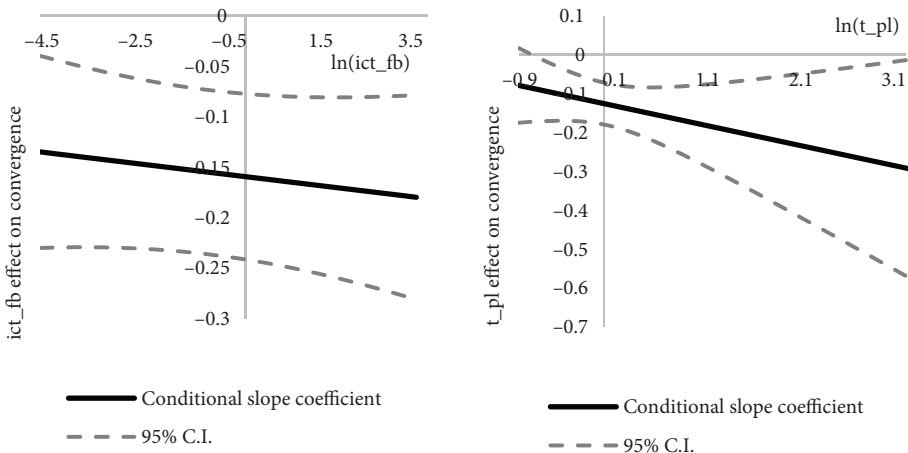 0
–4.5 –2.5 –0.5 1.5 3.5
ln(ict_fb)
–0.05
–0.1
–0.15
–0.2
–0.25
–0.3
ict_fb effect on convergence
Conditional slope coefficient
95% C.I.
0.1
ln(t_pl)
0
–0.9 –0.1 1.1 2.1 3.1
–0.1
–0.2
–0.3
–0.4
–0.5
–0.6
–0.7
t_pl effect on convergence
Conditional slope coefficient
95% C.I.